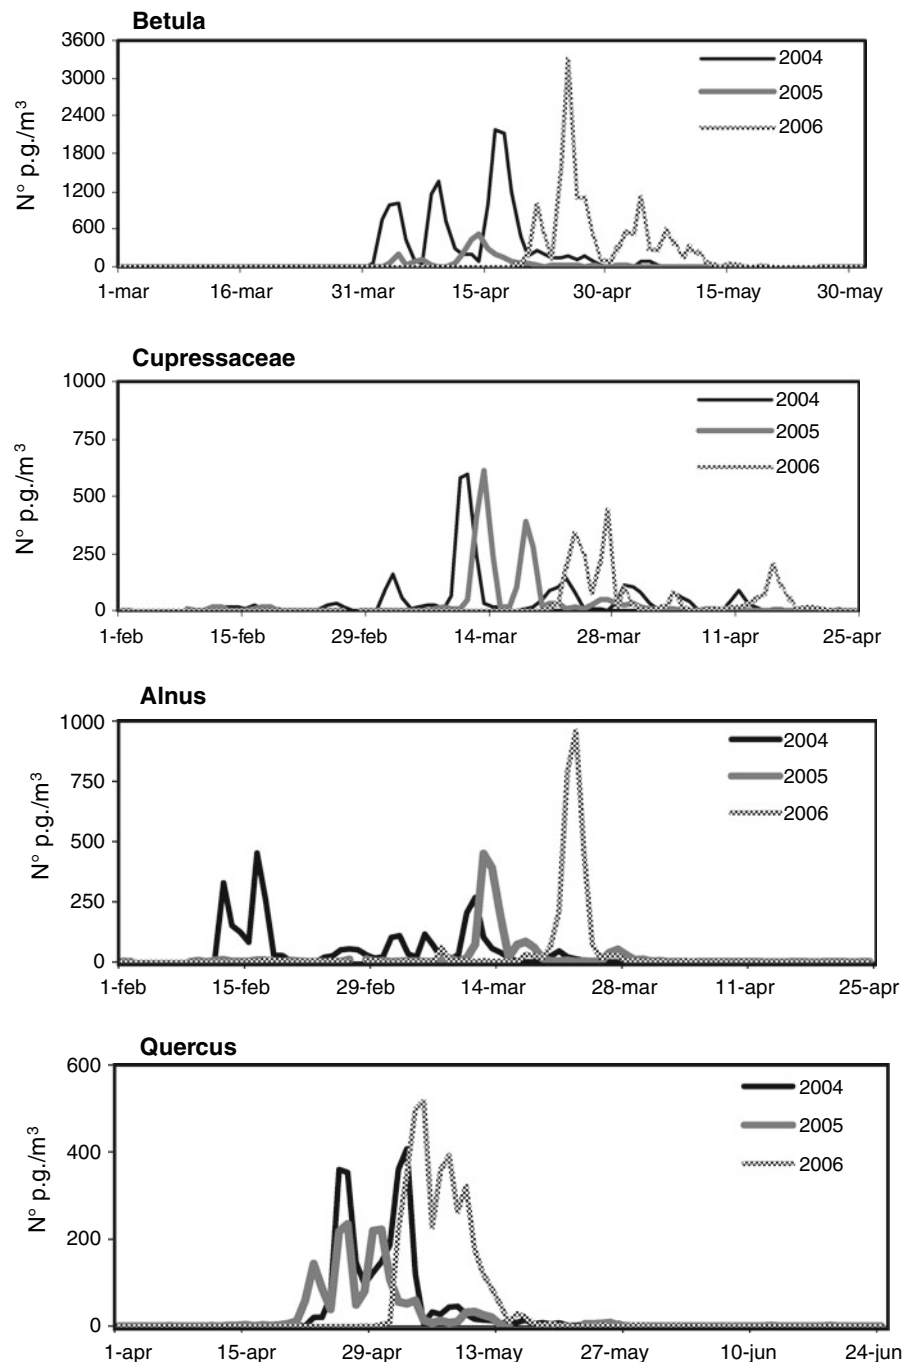 Betula
3600
3000
2400
1800
1200
600
0
N° p.g./m³
2004
2005
2006
1-mar 16-mar 31-mar 15-apr 30-apr 15-may 30-may
Cupressaceae
1000
750
500
250
0
N° p.g./m³
2004
2005
2006
1-feb 15-feb 29-feb 14-mar 28-mar 11-apr 25-apr
Alnus
1000
750
500
250
0
N° p.g./m³
2004
2005
2006
1-feb 15-feb 29-feb 14-mar 28-mar 11-apr 25-apr
Quercus
600
400
200
0
N° p.g./m³
2004
2005
2006
1-apr 15-apr 29-apr 13-may 27-may 10-jun 24-jun